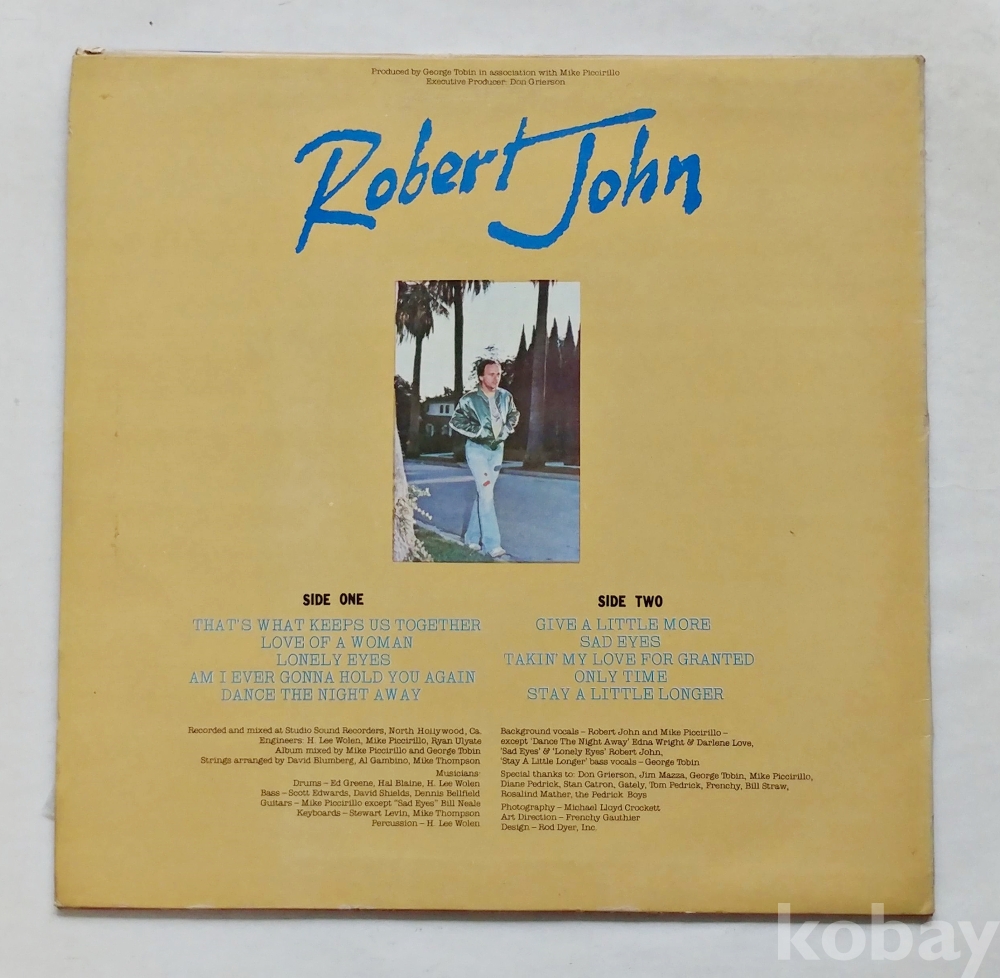 Produced by George Tobin in association with Mike Piccirillo
Executive Producer: Don Grierson
Robert John
SIDE ONE
THAT'S WHAT KEEPS US TOGETHER
LOVE OF A WOMAN
LONELY EYES
AM I EVER GONNA HOLD YOU AGAIN
DANCE THE NIGHT AWAY
SIDE TWO
GIVE A LITTLE MORE
SAD EYES
TAKIN' MY LOVE FOR GRANTED
ONLY TIME
STAY A LITTLE LONGER
Recorded and mixed at Studio Sound Recorders, North Hollywood, Ca.
Engineers: H. Lee Wolen, Mike Piccirillo, Ryan Ulyate
Album mixed by Mike Piccirillo and George Tobin
Strings arranged by David Blumberg, Al Gambino, Mike Thompson
Musicians:
Drums – Ed Greene, Hal Blaine, H. Lee Wolen
Bass – Scott Edwards, David Shields, Dennis Bellfield
Guitars – Mike Piccirillo except "Sad Eyes" Bill Neale
Keyboards – Stewart Levin, Mike Thompson
Percussion – H. Lee Wolen
Background vocals – Robert John and Mike Piccirillo –
except 'Dance The Night Away' Edna Wright & Darlene Love,
'Sad Eyes' & 'Lonely Eyes' Robert John,
'Stay A Little Longer' bass vocals – George Tobin
Special thanks to: Don Grierson, Jim Mazza, George Tobin, Mike Piccirillo,
Diane Pedrick, Stan Catron, Gately, Tom Pedrick, Frenchy, Bill Straw,
Rosalind Mather, the Pedrick Boys
Photography – Michael Lloyd Crockett
Art Direction – Frenchy Gauthier
Design – Rod Dyer, Inc.
kobay